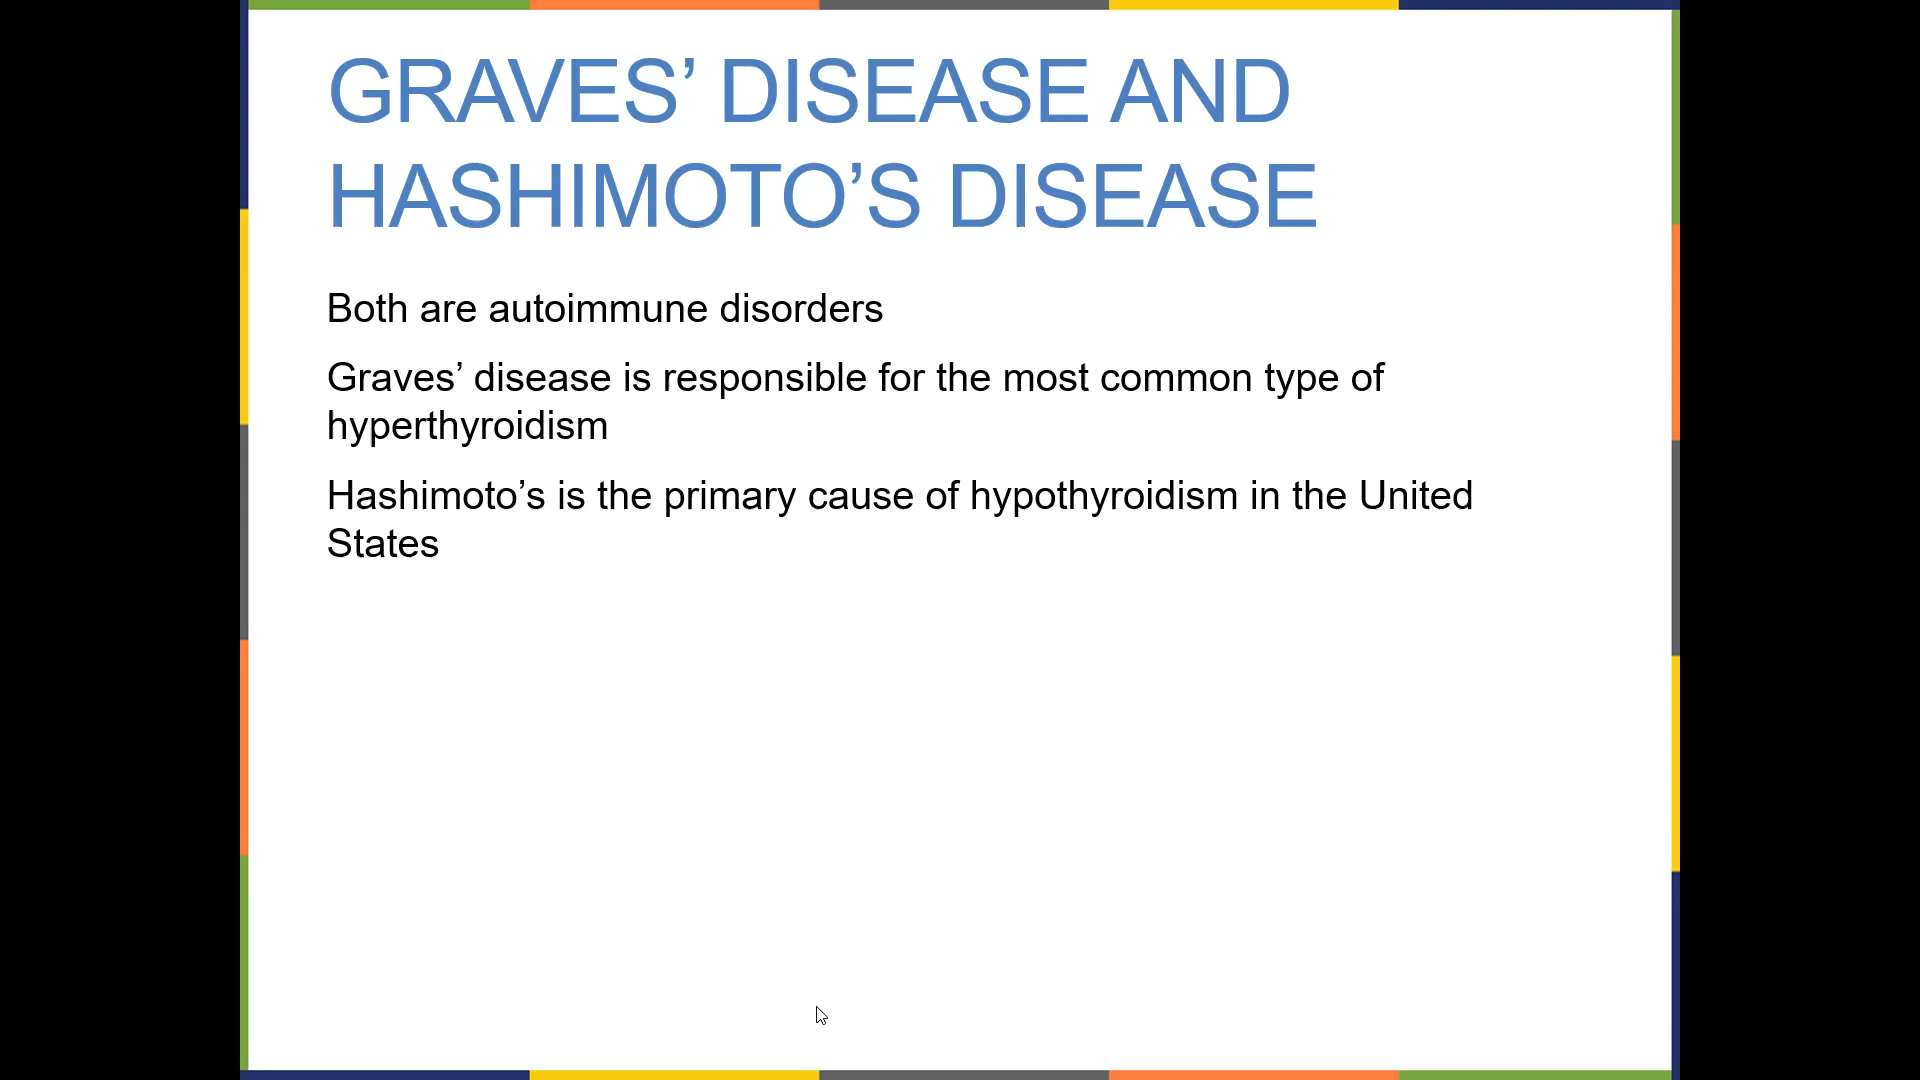 GRAVES’ DISEASE AND
HASHIMOTO’S DISEASE
Both are autoimmune disorders
Graves’ disease is responsible for the most common type of
hyperthyroidism
Hashimoto’s is the primary cause of hypothyroidism in the United
States